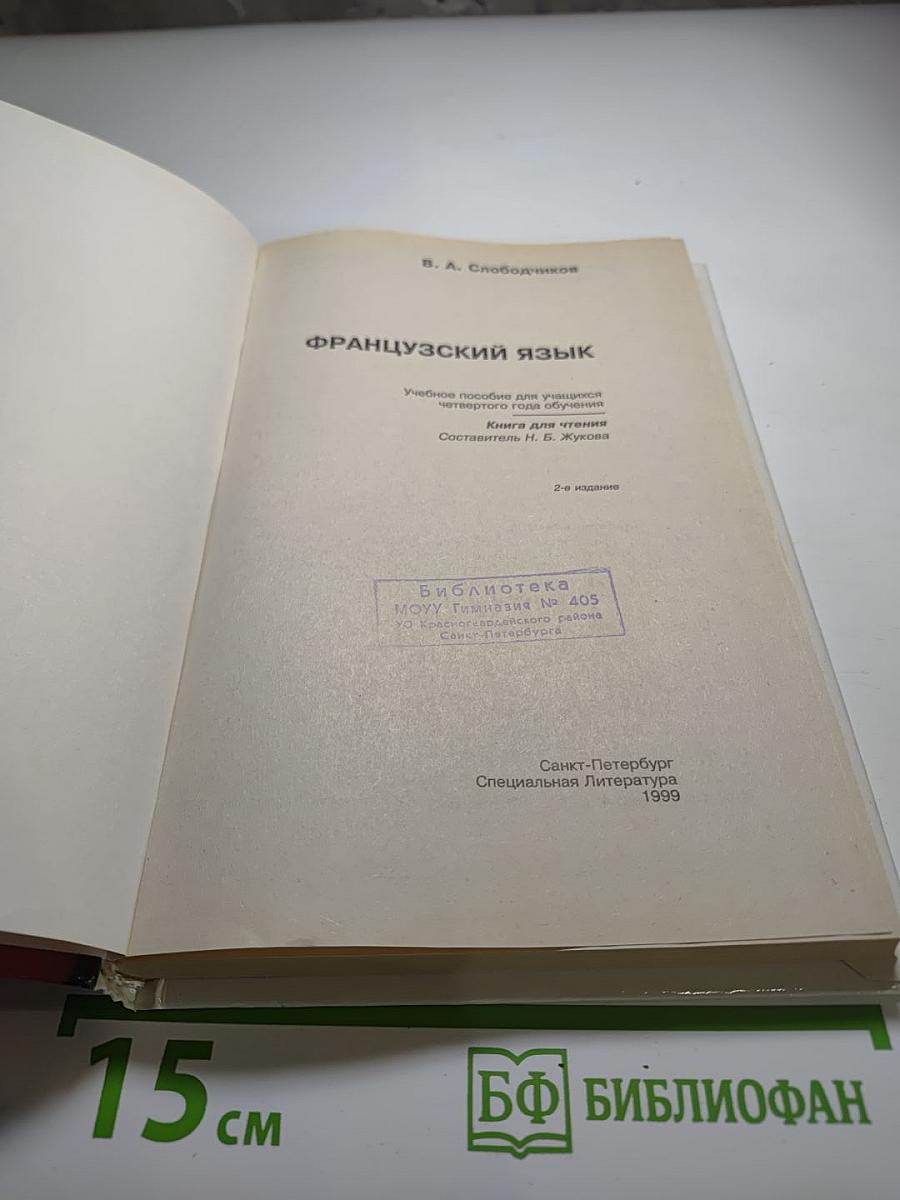 В. А. Слободчиков
ФРАНЦУЗСКИЙ ЯЗЫК
Учебное пособие для учащихся
четвертого года обучения
Книга для чтения
Составитель Н. Б. Жукова
2-е издание
Библиотека
МОУУ Гимназия № 405
УО Красногвардейского района
Санкт-Петербурга
Санкт-Петербург
Специальная Литература
1999
15 см
БФ БИБЛИОФАН